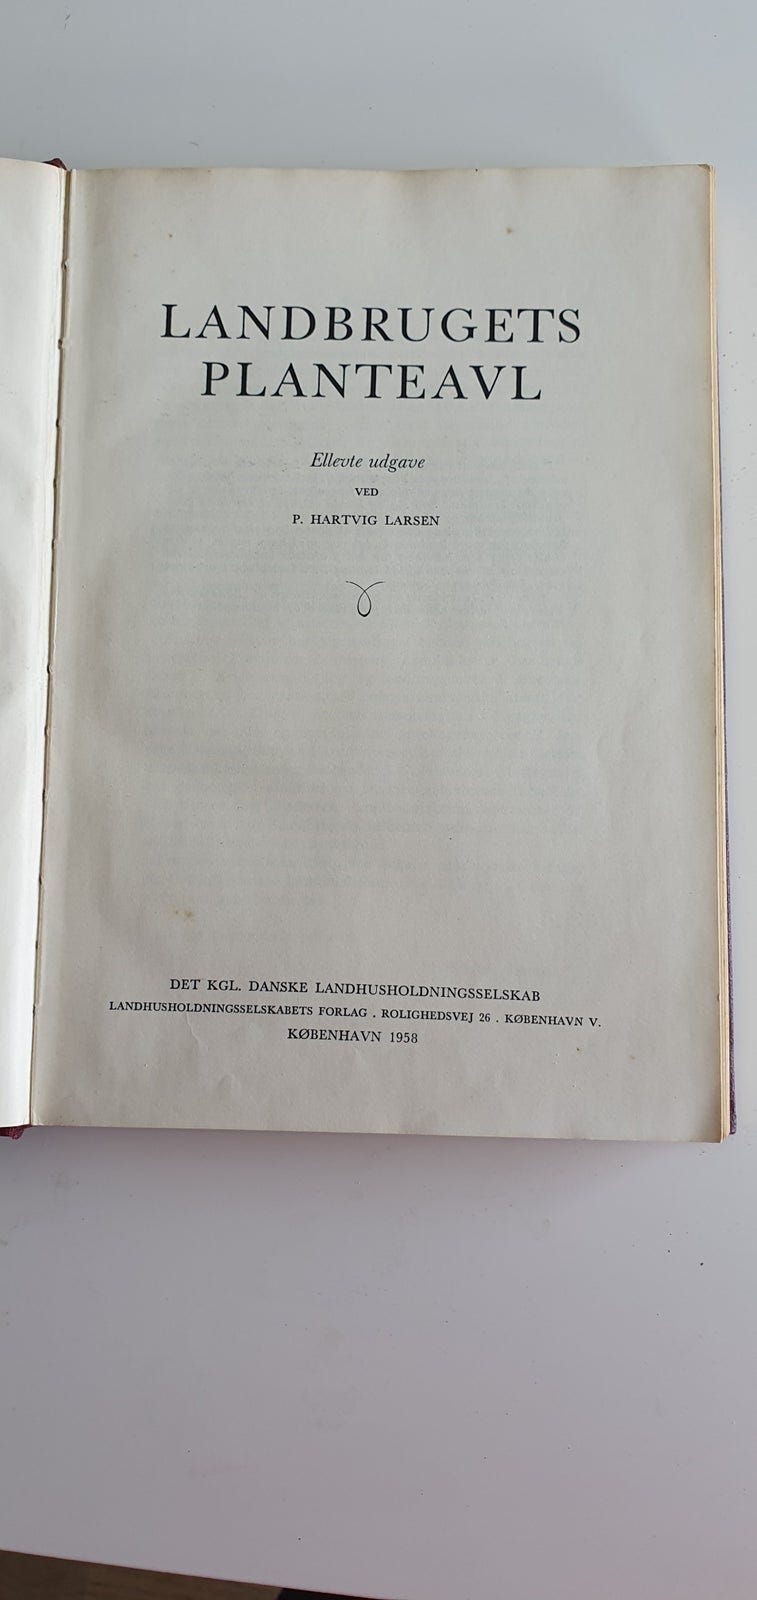 LANDBRUGETS
PLANTEAVL
Ellevte udgave
VED
P. HARTVIG LARSEN
DET KGL. DANSKE LANDHUSHOLDNINGSSELSKAB
LANDHUSHOLDNINGSSELSKABETS FORLAG . ROLIGHEDSVEJ 26 . KØBENHAVN V.
KØBENHAVN 1958